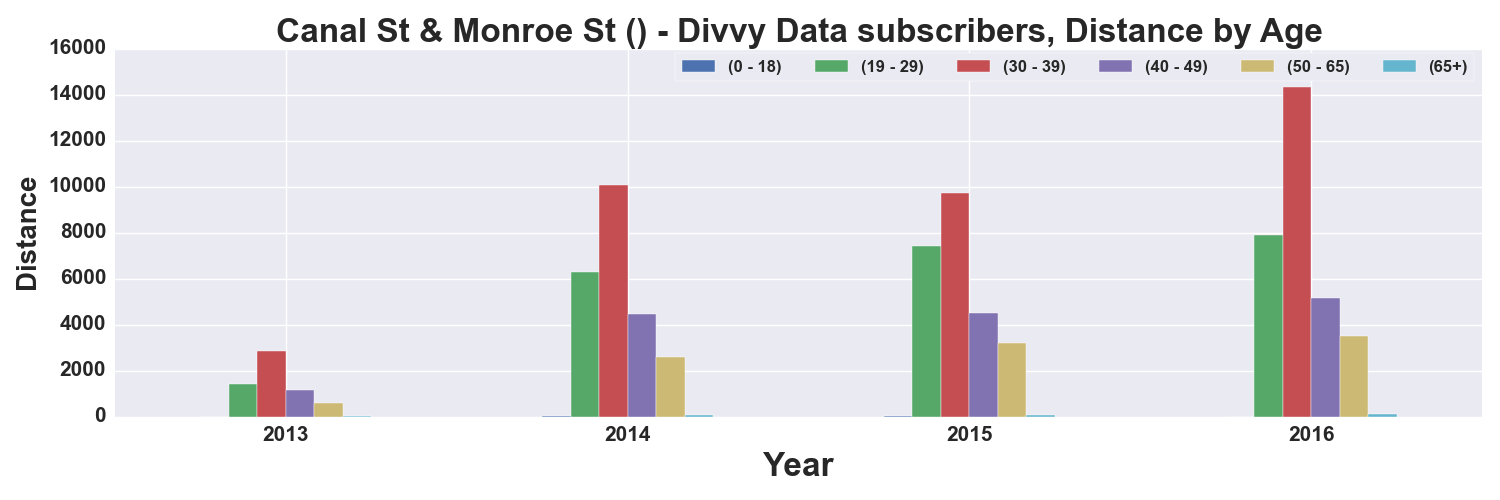 Canal St & Monroe St () - Divvy Data subscribers, Distance by Age
(0 - 18) (19 - 29) (30 - 39) (40 - 49) (50 - 65) (65+)
Distance
16000
14000
12000
10000
8000
6000
4000
2000
0
2013 2014 2015 2016
Year